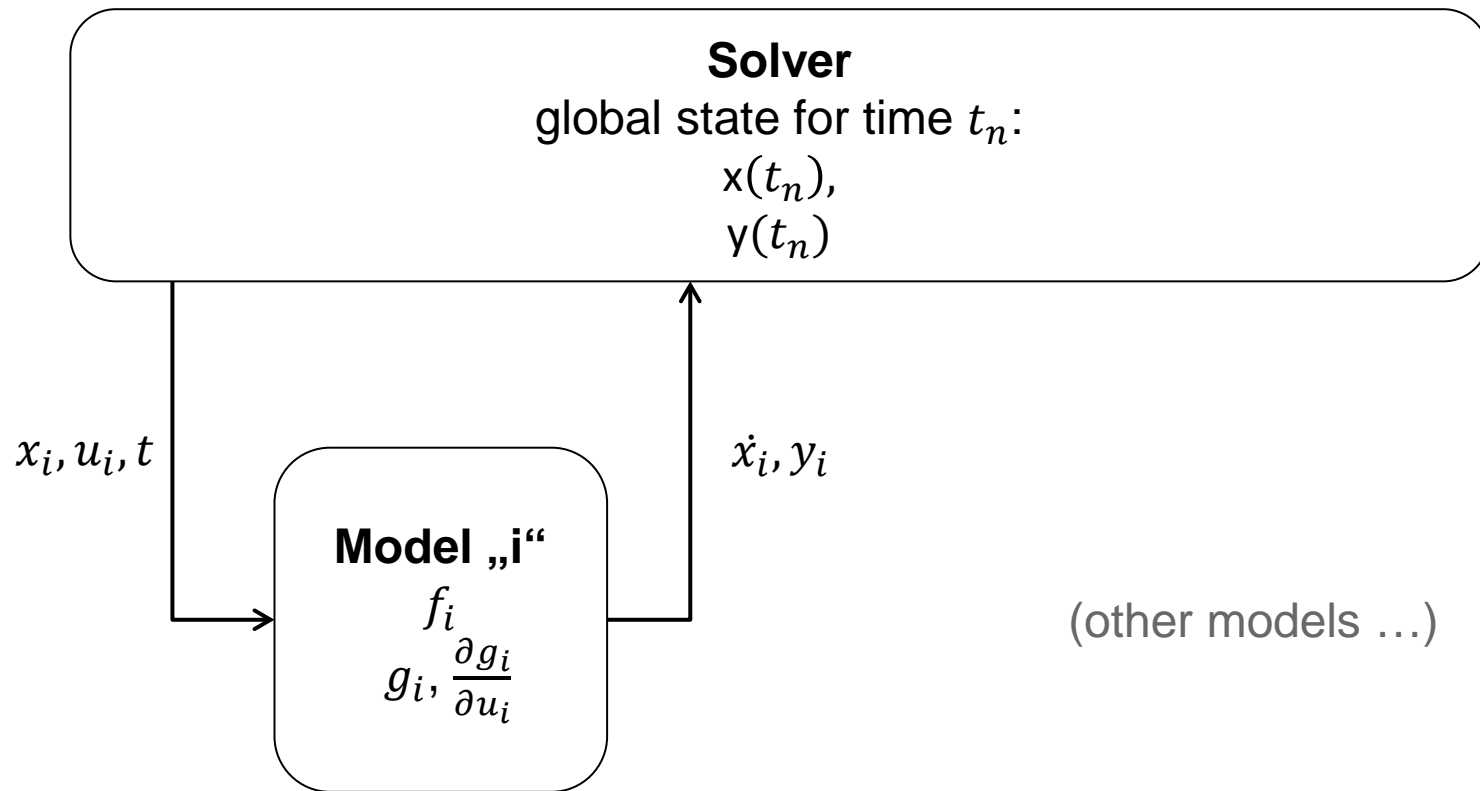 Solver
global state for time tₙ:
x(tₙ),
y(tₙ)
xᵢ, uᵢ, t
ẋᵢ, yᵢ
Model „i“
fᵢ
gᵢ, ∂gᵢ/∂uᵢ
(other models …)